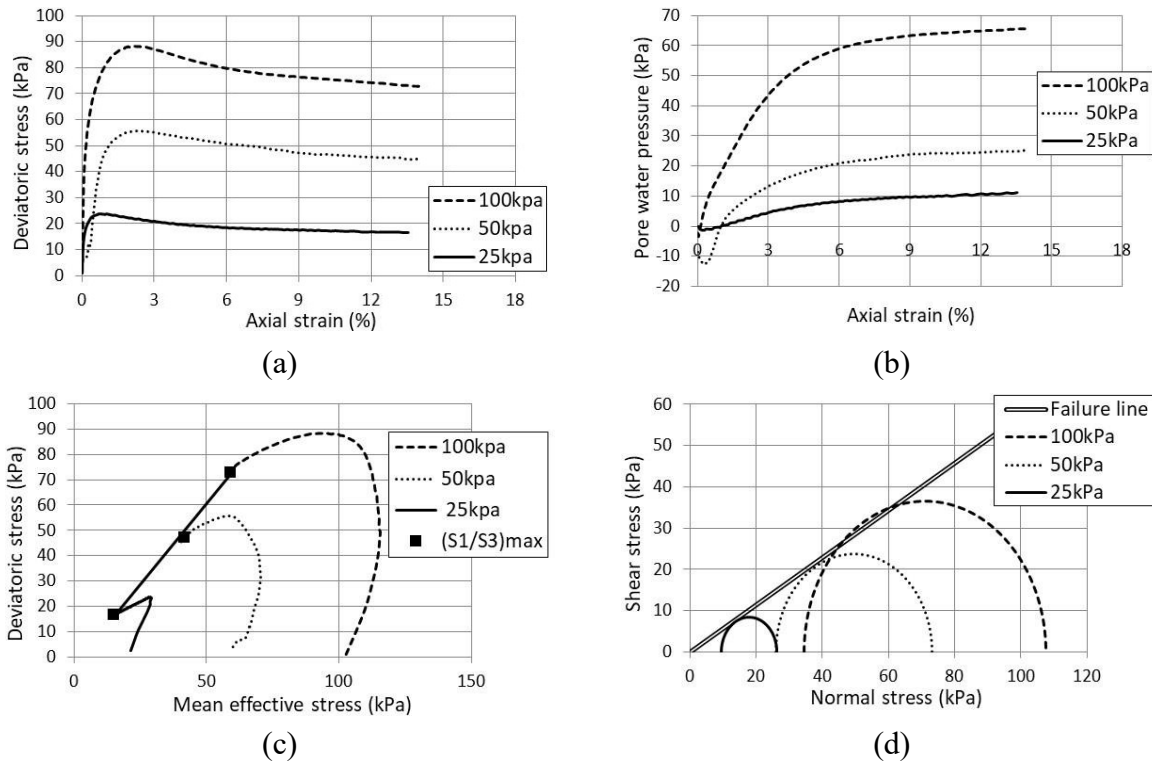 Deviatoric stress (kPa)
100
90
80
70
60
50
40
30
20
10
0
0 3 6 9 12 15 18
Axial strain (%)
100kpa
50kpa
25kpa
(a)
Pore water pressure (kPa)
70
60
50
40
30
20
10
0
-10
-20
0 3 6 9 12 15 18
Axial strain (%)
100kPa
50kPa
25kPa
(b)
Deviatoric stress (kPa)
100
90
80
70
60
50
40
30
20
10
0
0 50 100 150
Mean effective stress (kPa)
100kpa
50kpa
25kpa
(S1/S3)max
(c)
Shear stress (kPa)
60
50
40
30
20
10
0
0 20 40 60 80 100 120
Normal stress (kPa)
Failure line
100kPa
50kPa
25kPa
(d)